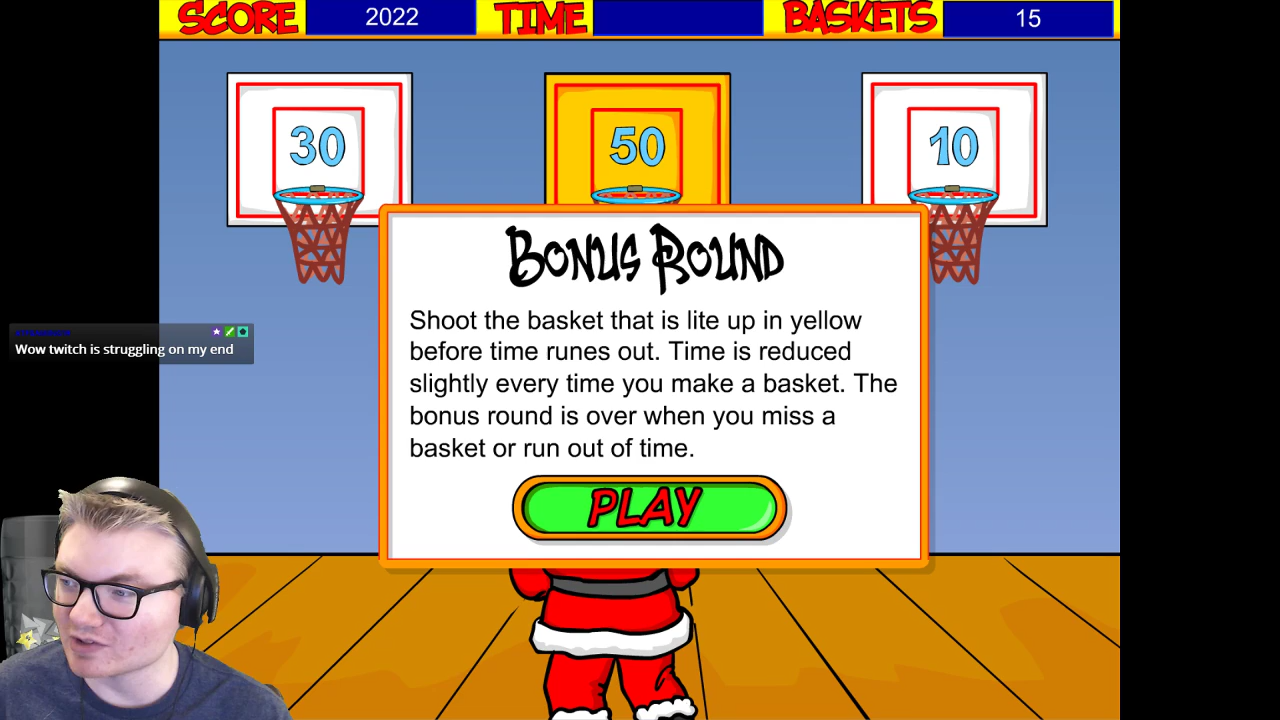 SCORE 2022 TIME BASKETS 15
30 50 10
BONUS ROUND
Shoot the basket that is lite up in yellow
before time runes out. Time is reduced
slightly every time you make a basket. The
bonus round is over when you miss a
basket or run out of time.
PLAY
Wow twitch is struggling on my end